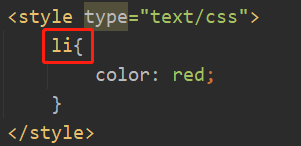 <style type="text/css">
li{
color: red;
}
</style>